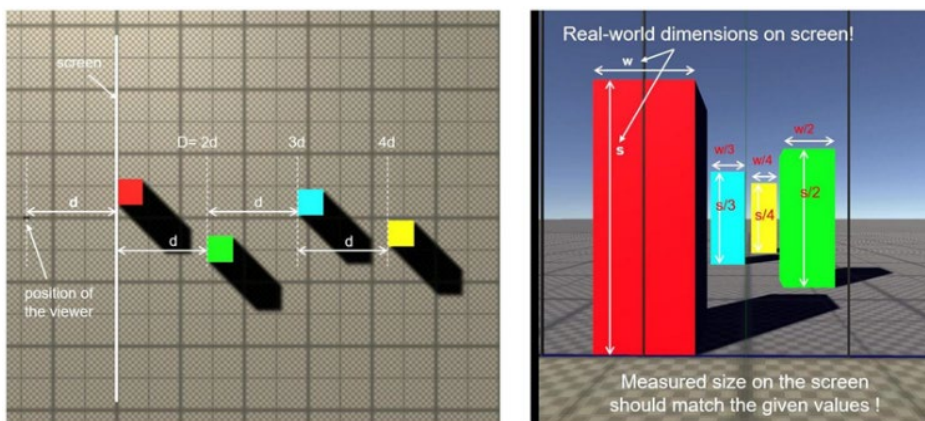 screen
D= 2d
3d
4d
d
d
d
d
position of
the viewer
Real-world dimensions on screen!
w
s
w/3
w/4
w/2
s/3
s/4
s/2
Measured size on the screen
should match the given values !